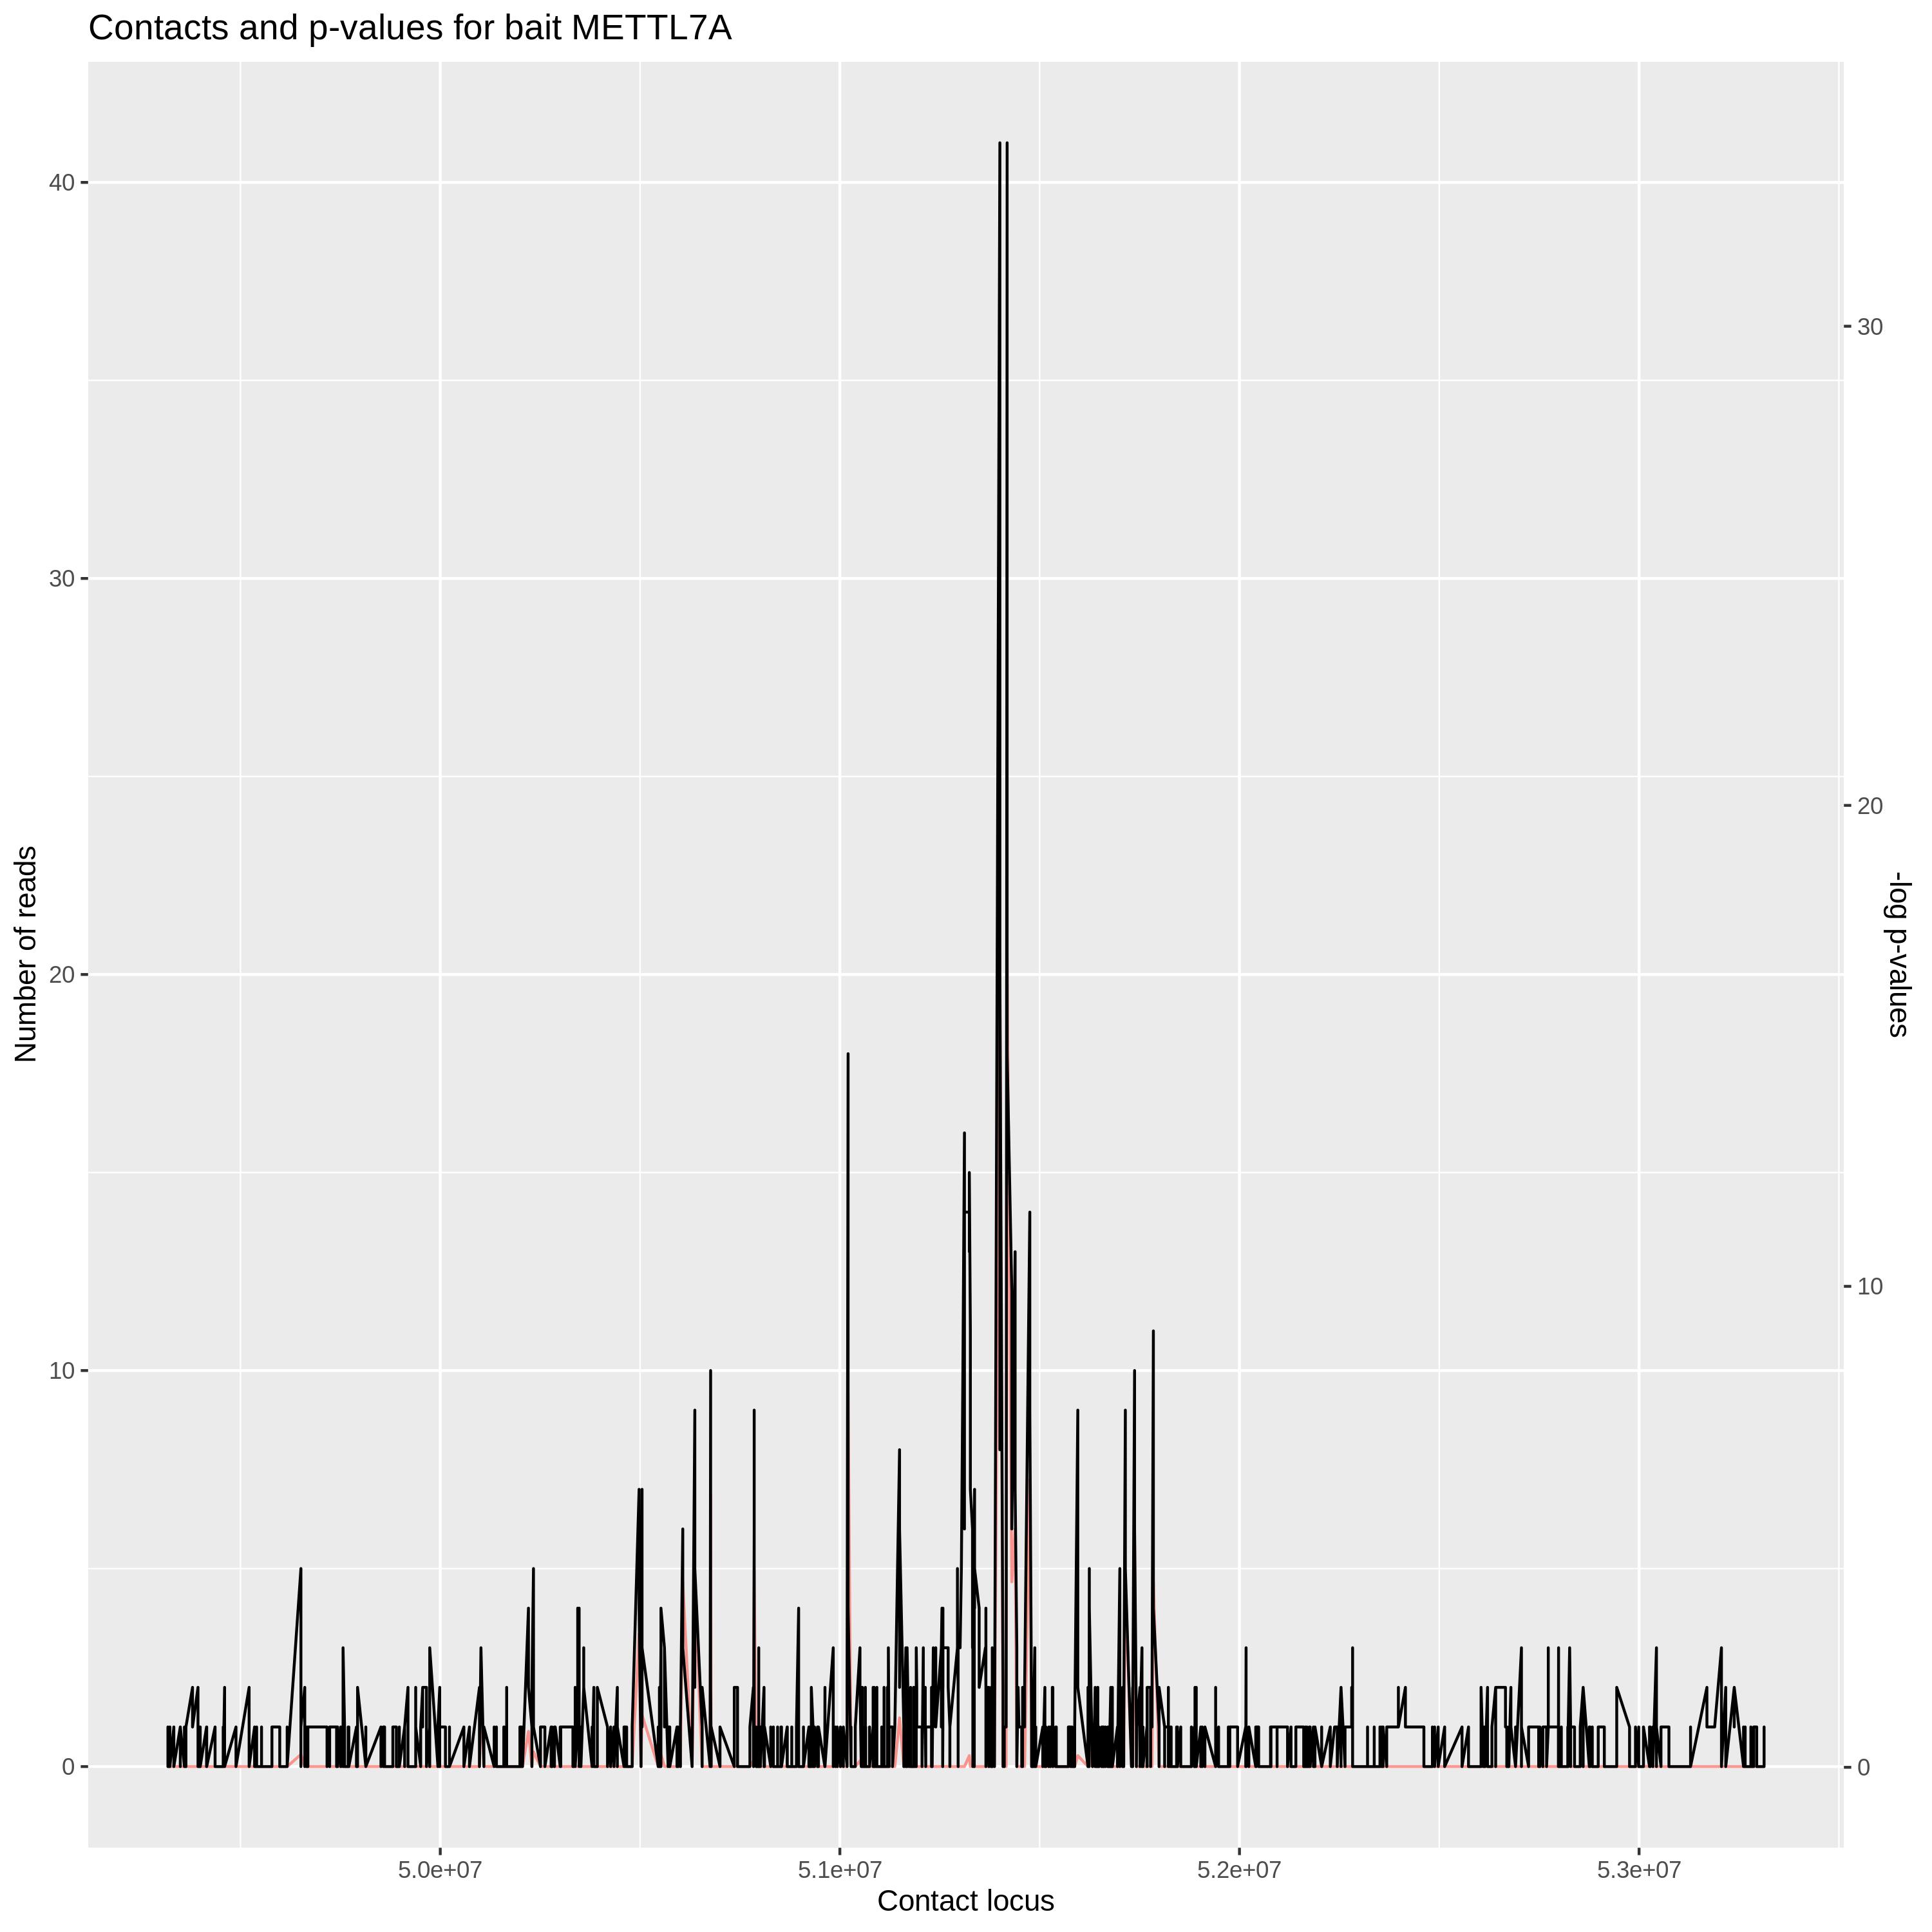 Contacts and p-values for bait METTL7A
40
30
20
10
0
30
20
10
0
Number of reads
-log p-values
5.0e+07 5.1e+07 5.2e+07 5.3e+07
Contact locus